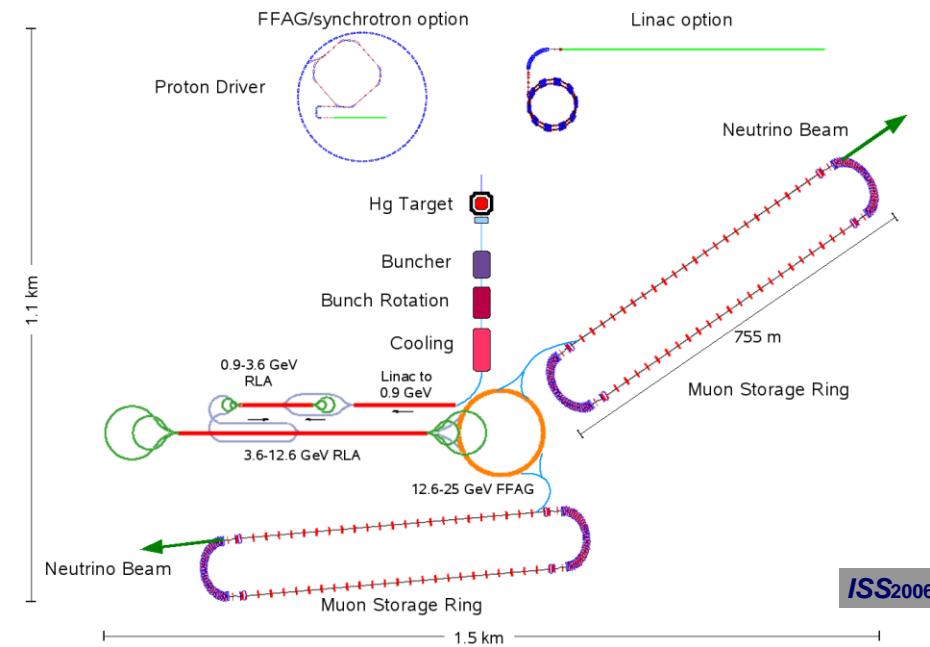 FFAG/synchrotron option
Linac option
Proton Driver
Neutrino Beam
Hg Target
Buncher
Bunch Rotation
1.1 km
Cooling
755 m
0.9-3.6 GeV
RLA
Linac to
0.9 GeV
Muon Storage Ring
3.6-12.6 GeV RLA
12.6-25 GeV FFAG
Neutrino Beam
ISS2006
Muon Storage Ring
1.5 km